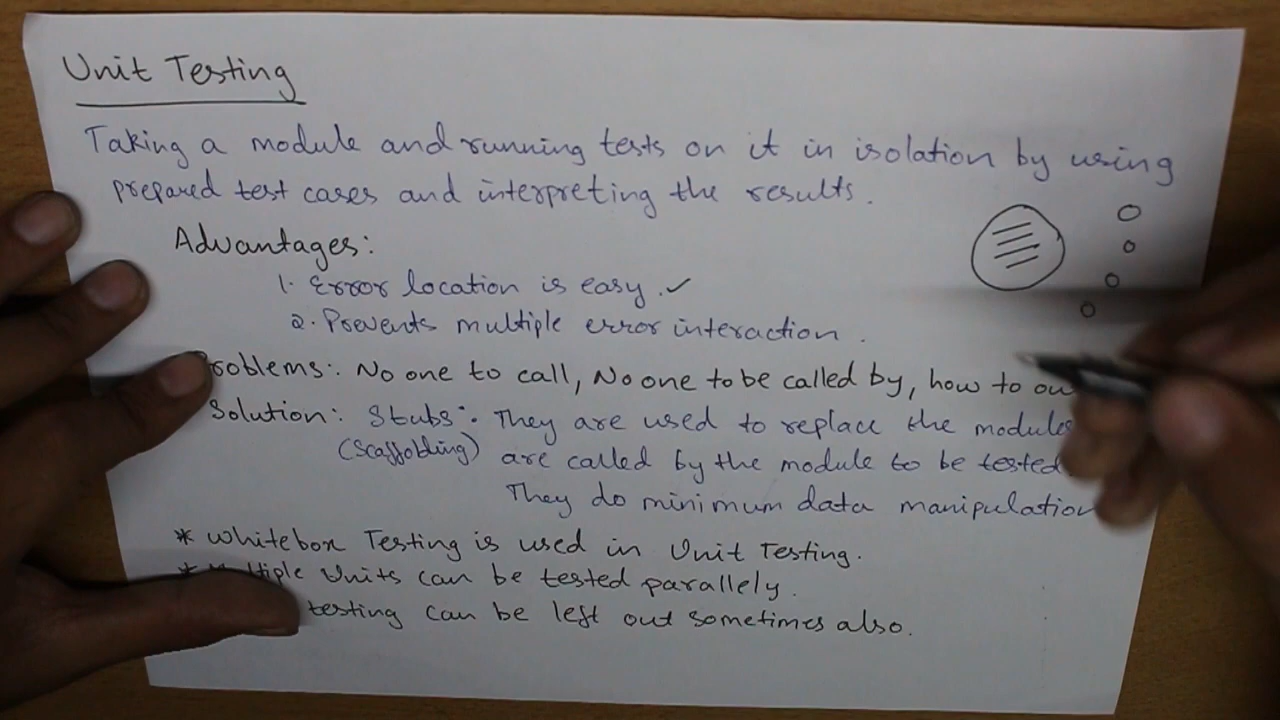 Unit Testing
Taking a module and running tests on it in isolation by using
prepared test cases and interpreting the results.
Advantages:
1. Error location is easy. ✓
2. Prevents multiple error interaction.
Problems: No one to call, No one to be called by, how to ou
Solution: Stubs: They are used to replace the modules
(Scaffolding) are called by the module to be tested
They do minimum data manipulation
* Whitebox Testing is used in Unit Testing.
* Multiple Units can be tested parallely.
testing can be left out sometimes also.